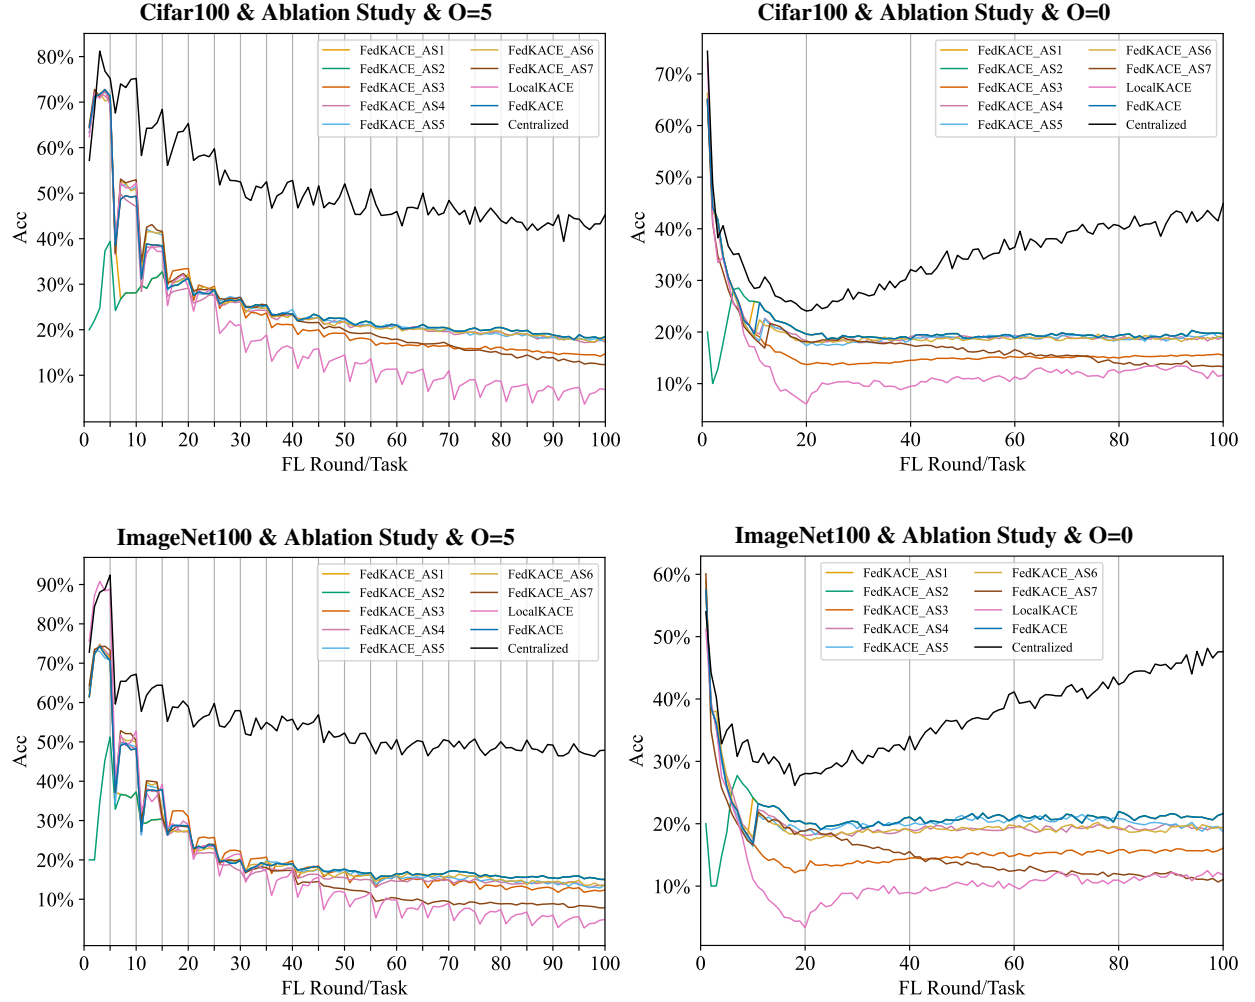 Cifar100 & Ablation Study & O=5
Acc
80%
70%
60%
50%
40%
30%
20%
10%
FedKACE_AS1
FedKACE_AS2
FedKACE_AS3
FedKACE_AS4
FedKACE_AS5
FedKACE_AS6
FedKACE_AS7
LocalKACE
FedKACE
Centralized
0 10 20 30 40 50 60 70 80 90 100
FL Round/Task
Cifar100 & Ablation Study & O=0
Acc
70%
60%
50%
40%
30%
20%
10%
FedKACE_AS1
FedKACE_AS2
FedKACE_AS3
FedKACE_AS4
FedKACE_AS5
FedKACE_AS6
FedKACE_AS7
LocalKACE
FedKACE
Centralized
0 20 40 60 80 100
FL Round/Task
ImageNet100 & Ablation Study & O=5
Acc
90%
80%
70%
60%
50%
40%
30%
20%
10%
FedKACE_AS1
FedKACE_AS2
FedKACE_AS3
FedKACE_AS4
FedKACE_AS5
FedKACE_AS6
FedKACE_AS7
LocalKACE
FedKACE
Centralized
0 10 20 30 40 50 60 70 80 90 100
FL Round/Task
ImageNet100 & Ablation Study & O=0
Acc
60%
50%
40%
30%
20%
10%
FedKACE_AS1
FedKACE_AS2
FedKACE_AS3
FedKACE_AS4
FedKACE_AS5
FedKACE_AS6
FedKACE_AS7
LocalKACE
FedKACE
Centralized
0 20 40 60 80 100
FL Round/Task